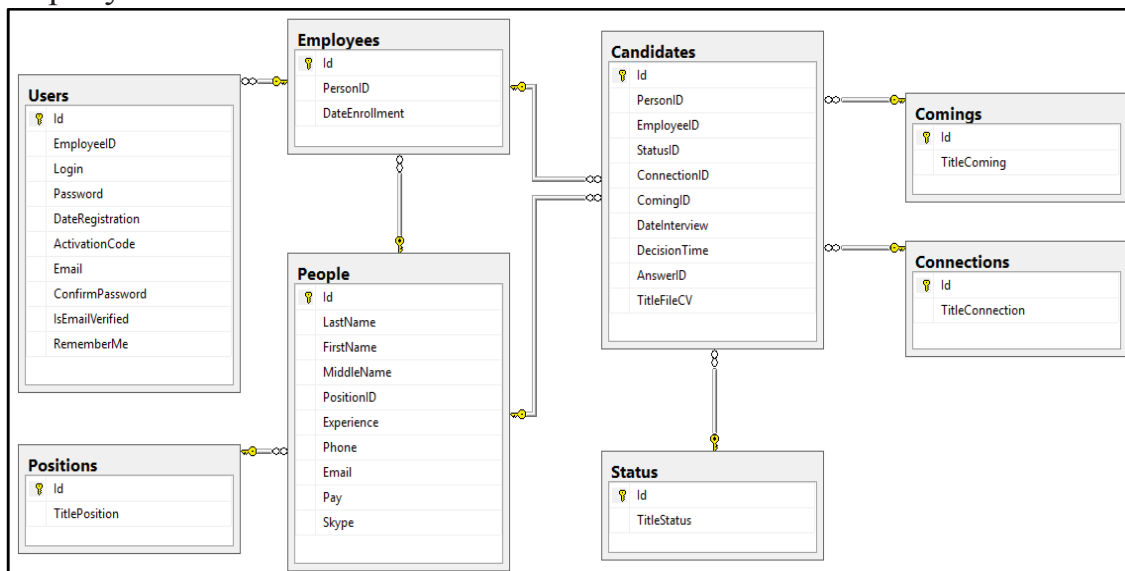 Employees
Id
PersonID
DateEnrollment
Users
Id
EmployeeID
Login
Password
DateRegistration
ActivationCode
Email
ConfirmPassword
IsEmailVerified
RememberMe
People
Id
LastName
FirstName
MiddleName
PositionID
Experience
Phone
Email
Pay
Skype
Positions
Id
TitlePosition
Candidates
Id
PersonID
EmployeeID
StatusID
ConnectionID
ComingID
DateInterview
DecisionTime
AnswerID
TitleFileCV
Comings
Id
TitleComing
Connections
Id
TitleConnection
Status
Id
TitleStatus